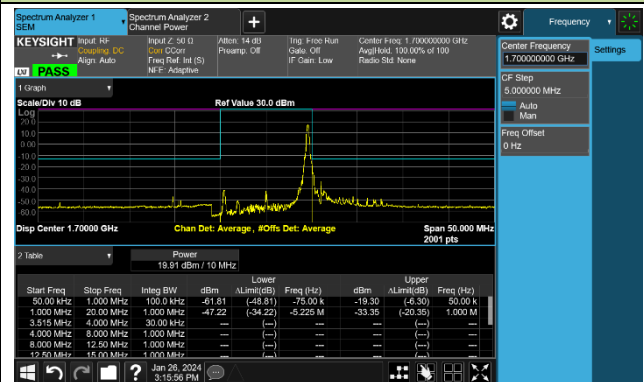 Spectrum Analyzer 1
SEM
Spectrum Analyzer 2
Channel Power
Frequency
KEYSIGHT
Input: RF
Coupling: DC
Align: Auto
Input Z: 50 Ω
Corr CCorr
Freq Ref: Int (S)
NFE: Adaptive
Atten: 14 dB
Preamp: Off
Trig: Free Run
Gate: Off
IF Gain: Low
Center Freq: 1.700000000 GHz
Avg|Hold: 100.00% of 100
Radio Std: None
LXI PASS
Center Frequency
1.700000000 GHz
Settings
CF Step
5.000000 MHz
Auto
Man
Freq Offset
0 Hz
1 Graph
Scale/Div 10 dB
Ref Value 30.0 dBm
Log
20.0
10.0
0.00
-10.0
-20.0
-30.0
-40.0
-50.0
-60.0
Disp Center 1.70000 GHz
Chan Det: Average, #Offs Det: Average
Span 50.000 MHz
2001 pts
2 Table
Power
19.91 dBm / 10 MHz
Lower Upper
Start Freq Stop Freq Integ BW dBm ΔLimit(dB) Freq (Hz) dBm ΔLimit(dB) Freq (Hz)
50.00 kHz 1.000 MHz 100.0 kHz -61.81 (-48.81) -75.00 k -19.30 (-6.30) 50.00 k
1.000 MHz 20.00 MHz 1.000 MHz -47.22 (-34.22) -5.225 M -33.35 (-20.35) 1.000 M
3.515 MHz 4.000 MHz 30.00 kHz --- (---) --- --- (---) ---
4.000 MHz 8.000 MHz 1.000 MHz --- (---) --- --- (---) ---
8.000 MHz 12.50 MHz 1.000 MHz --- (---) --- --- (---) ---
12.50 MHz 15.00 MHz 1.000 MHz --- (---) --- --- (---) ---
Jan 26, 2024
3:15:56 PM